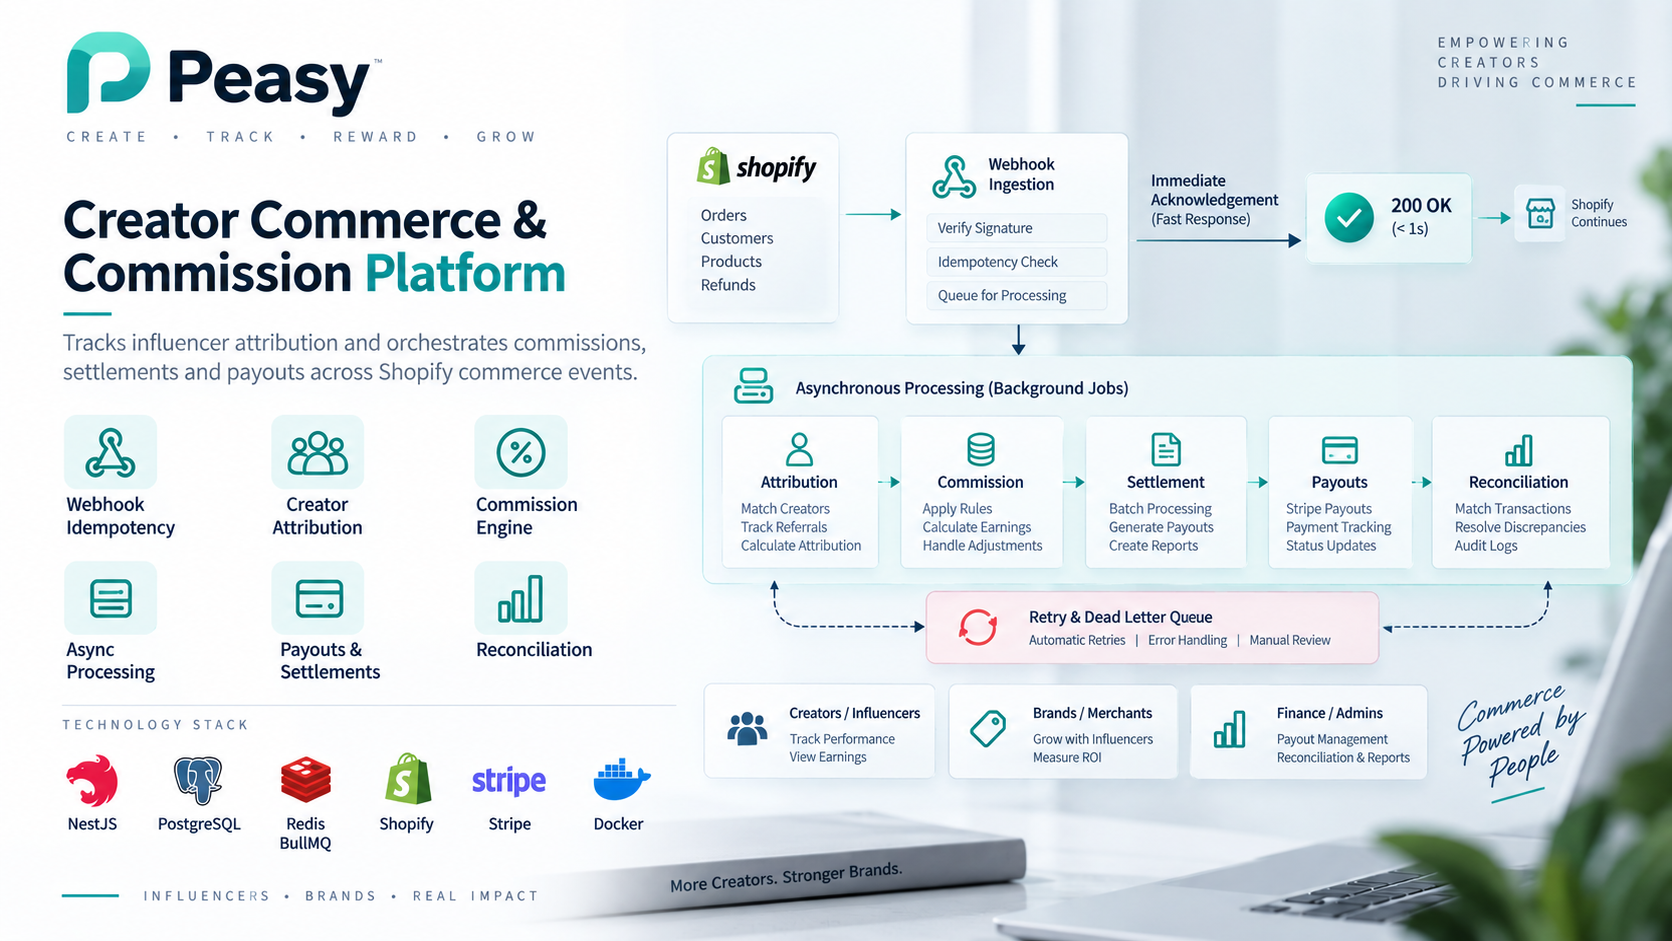 Peasy™
CREATE • TRACK • REWARD • GROW
Creator Commerce &
Commission Platform
Tracks influencer attribution and orchestrates commissions,
settlements and payouts across Shopify commerce events.
Webhook
Idempotency
Creator
Attribution
Commission
Engine
Async
Processing
Payouts &
Settlements
Reconciliation
TECHNOLOGY STACK
NestJS
PostgreSQL
Redis
BullMQ
Shopify
stripe
Stripe
Docker
INFLUENCERS • BRANDS • REAL IMPACT
EMPOWERING
CREATORS
DRIVING COMMERCE
shopify
Orders
Customers
Products
Refunds
Webhook
Ingestion
Verify Signature
Idempotency Check
Queue for Processing
Immediate
Acknowledgement
(Fast Response)
200 OK
(< 1s)
Shopify
Continues
Asynchronous Processing (Background Jobs)
Attribution
Match Creators
Track Referrals
Calculate Attribution
Commission
Apply Rules
Calculate Earnings
Handle Adjustments
Settlement
Batch Processing
Generate Payouts
Create Reports
Payouts
Stripe Payouts
Payment Tracking
Status Updates
Reconciliation
Match Transactions
Resolve Discrepancies
Audit Logs
Retry & Dead Letter Queue
Automatic Retries | Error Handling | Manual Review
Creators / Influencers
Track Performance
View Earnings
Brands / Merchants
Grow with Influencers
Measure ROI
Finance / Admins
Payout Management
Reconciliation & Reports
Commerce
Powered by
People
More Creators. Stronger Brands.